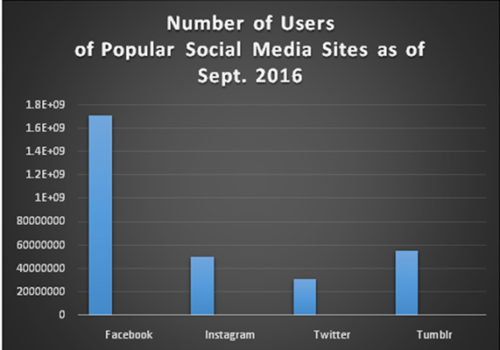 Number of Users
of Popular Social Media Sites as of
Sept. 2016
1.8E+09
1.6E+09
1.4E+09
1.2E+09
1E+09
80000000
60000000
40000000
20000000
0
Facebook Instagram Twitter Tumblr